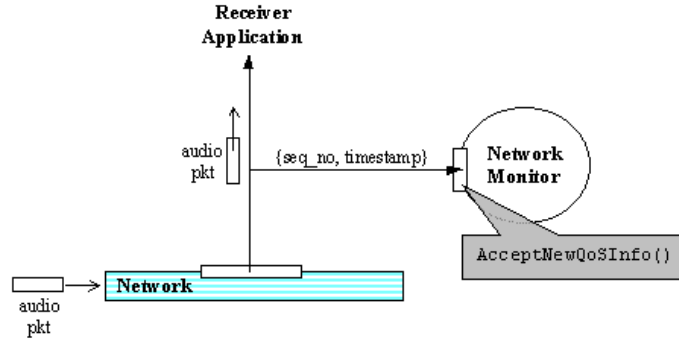 Receiver
Application
audio
pkt
{seq_no, timestamp}
Network
Monitor
AcceptNewQoSInfo()
Network
audio
pkt